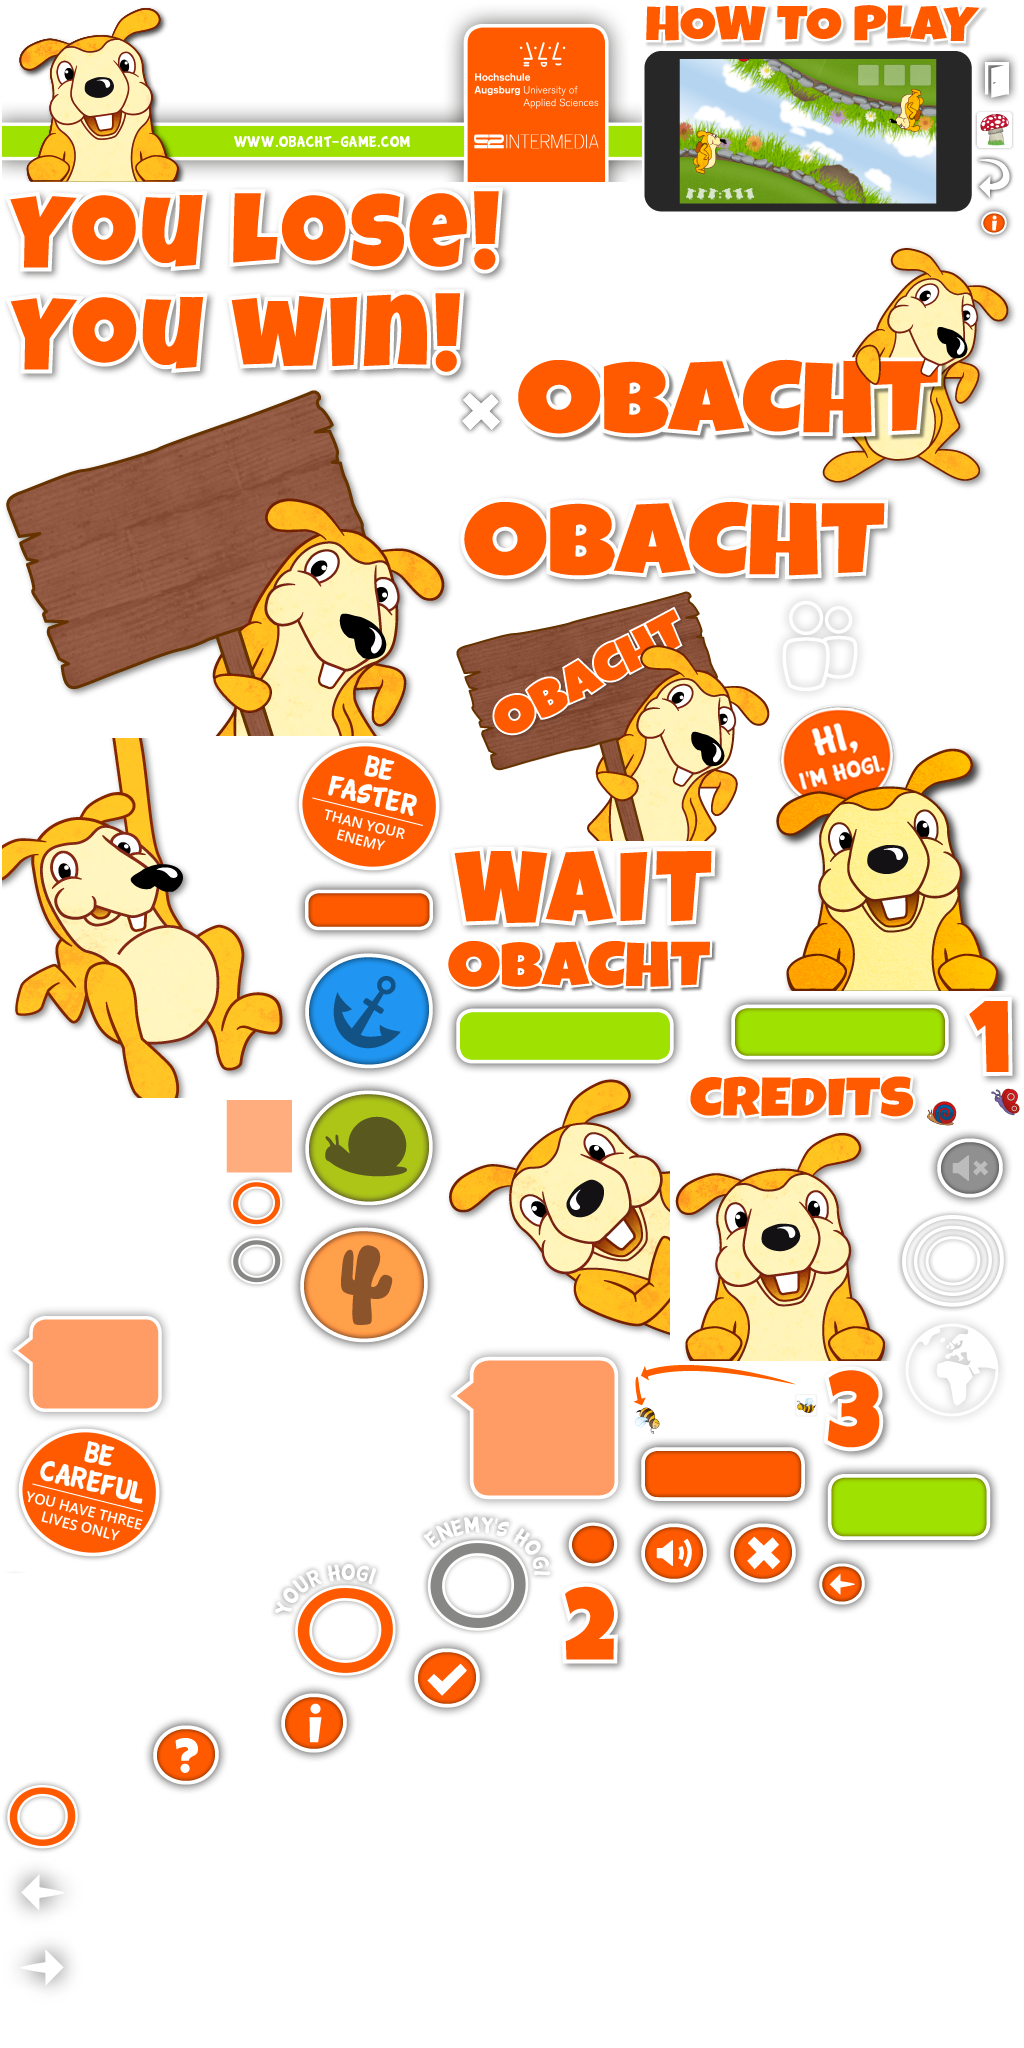 HOW TO PLAY
Hochschule
Augsburg University of
Applied Sciences
WWW.OBACHT-GAME.COM
INTERMEDIA
You Lose!
You win!
OBACHT
OBACHT
OBACHT
HI,
I'M HOGI.
BE
FASTER
THAN YOUR
ENEMY
WAIT
OBACHT
1
CREDITS
3
BE
CAREFUL
YOU HAVE THREE
LIVES ONLY
ENEMY'S HOGI
YOUR HOGI
2
i
?